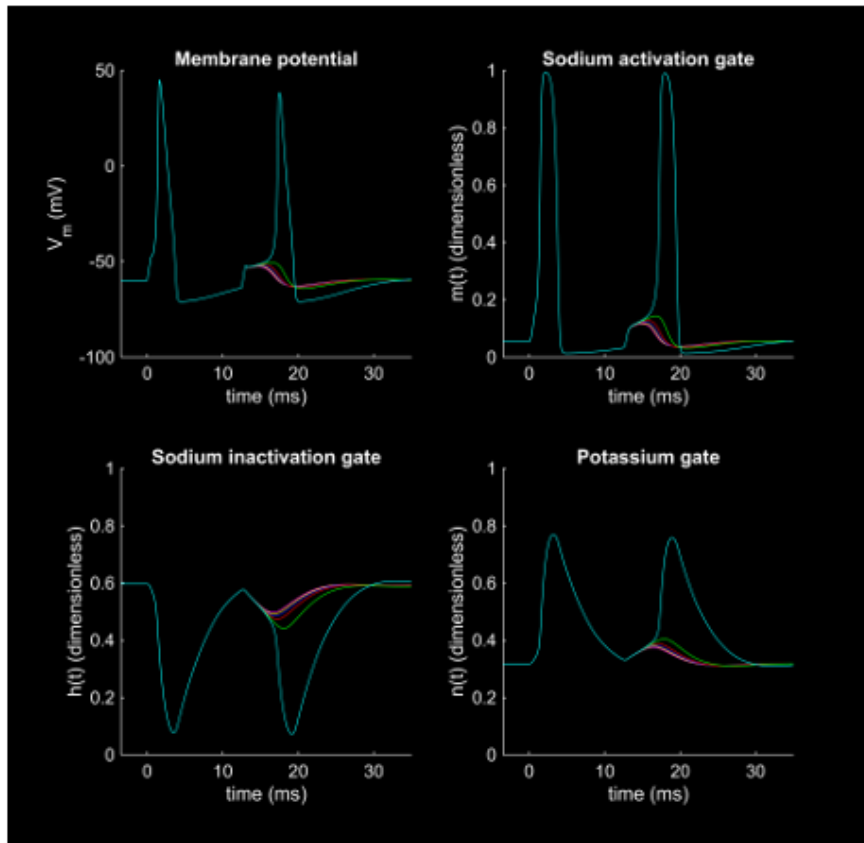 Membrane potential
50
0
-50
-100
V_m (mV)
0 10 20 30
time (ms)
Sodium activation gate
1
0.8
0.6
0.4
0.2
0
m(t) (dimensionless)
0 10 20 30
time (ms)
Sodium inactivation gate
1
0.8
0.6
0.4
0.2
0
h(t) (dimensionless)
0 10 20 30
time (ms)
Potassium gate
1
0.8
0.6
0.4
0.2
0
n(t) (dimensionless)
0 10 20 30
time (ms)